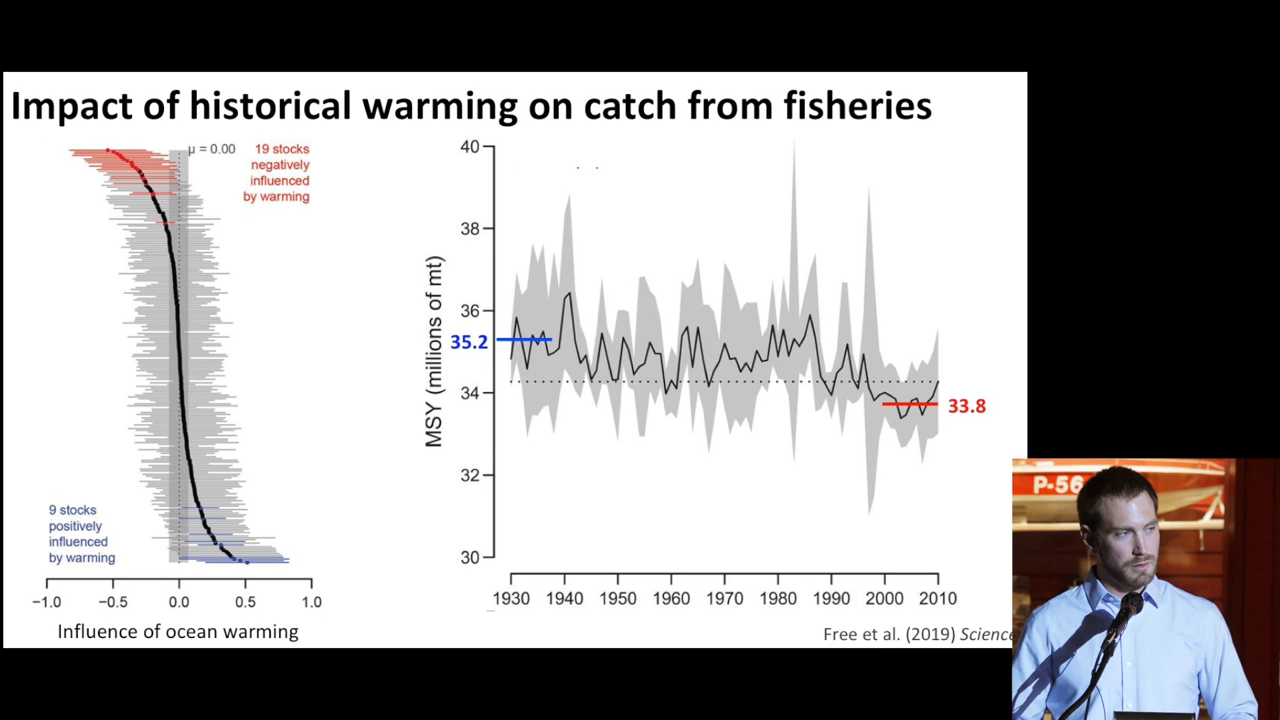 Impact of historical warming on catch from fisheries
μ = 0.00
19 stocks
negatively
influenced
by warming
9 stocks
positively
influenced
by warming
−1.0 −0.5 0.0 0.5 1.0
Influence of ocean warming
MSY (millions of mt)
40
38
36
34
32
30
35.2
33.8
1930 1940 1950 1960 1970 1980 1990 2000 2010
Free et al. (2019) Science
P-56